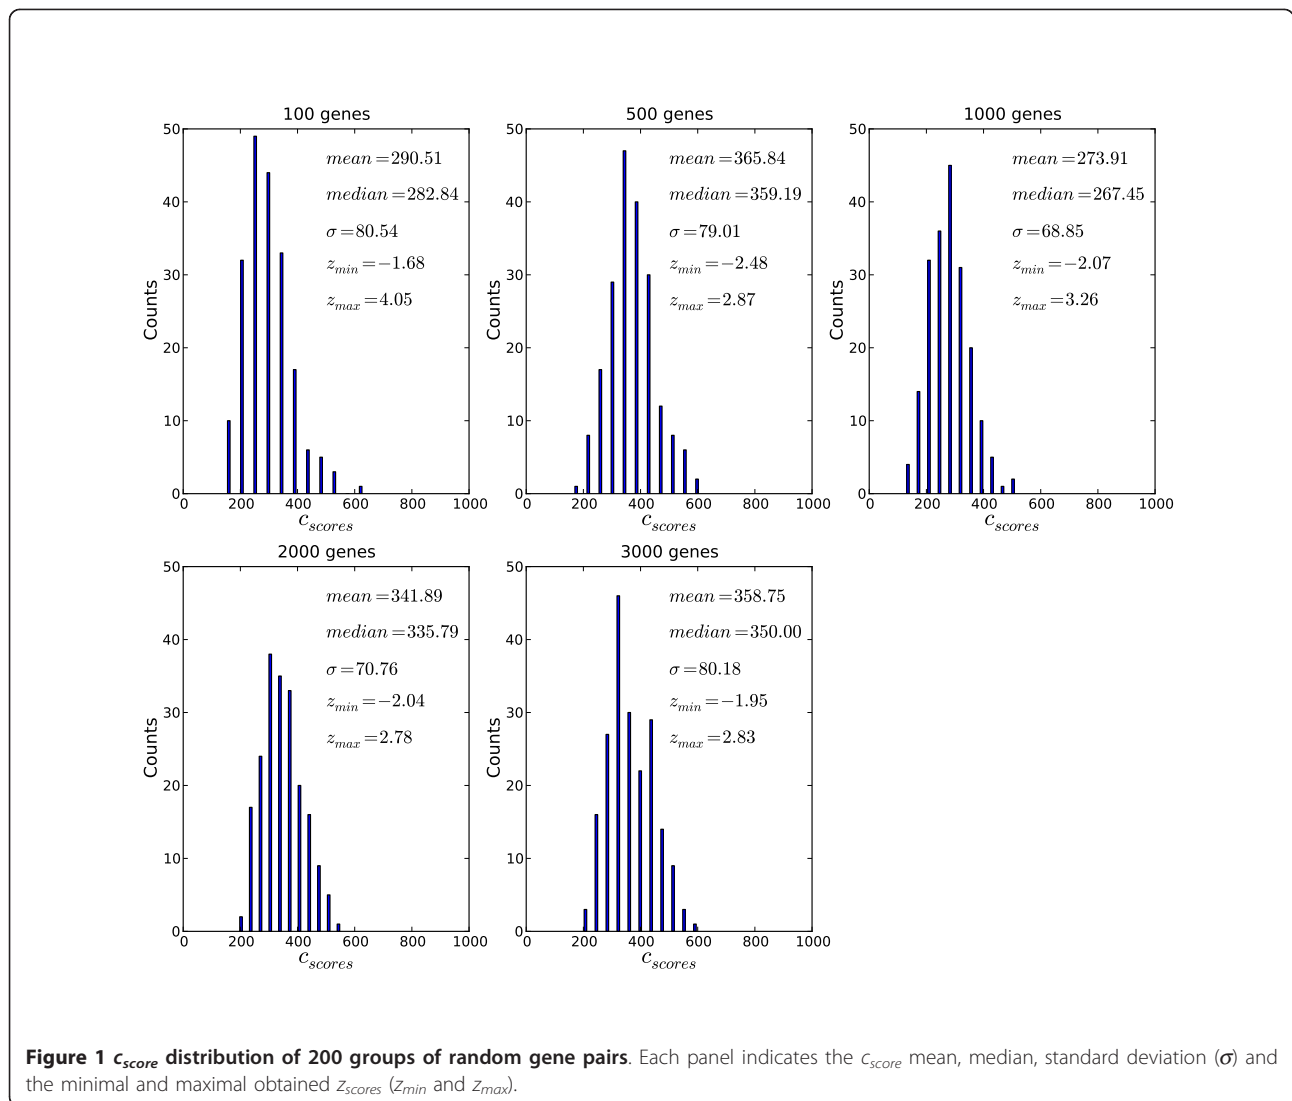 100 genes
50
40
30
20
10
0
Counts
mean=290.51
median=282.84
σ=80.54
z_min=−1.68
z_max=4.05
0 200 400 600 800 1000
c_scores
500 genes
50
40
30
20
10
0
Counts
mean=365.84
median=359.19
σ=79.01
z_min=−2.48
z_max=2.87
0 200 400 600 800 1000
c_scores
1000 genes
50
40
30
20
10
0
Counts
mean=273.91
median=267.45
σ=68.85
z_min=−2.07
z_max=3.26
0 200 400 600 800 1000
c_scores
2000 genes
50
40
30
20
10
0
Counts
mean=341.89
median=335.79
σ=70.76
z_min=−2.04
z_max=2.78
0 200 400 600 800 1000
c_scores
3000 genes
50
40
30
20
10
0
Counts
mean=358.75
median=350.00
σ=80.18
z_min=−1.95
z_max=2.83
0 200 400 600 800 1000
c_scores
Figure 1 c_score distribution of 200 groups of random gene pairs. Each panel indicates the c_score mean, median, standard deviation (σ) and
the minimal and maximal obtained z_scores (z_min and z_max).